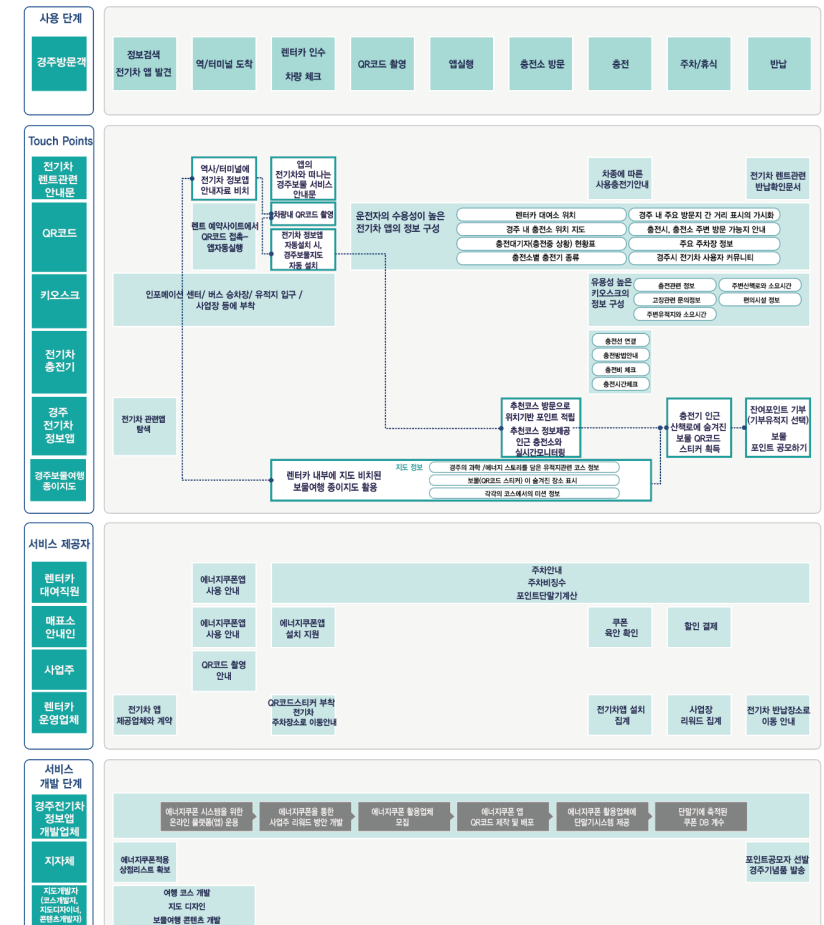 사용 단계
경주방문객
정보검색
전기차 앱 발견
역/터미널 도착
렌터카 인수
차량 체크
QR코드 촬영
앱실행
충전소 방문
충전
주차/휴식
반납
Touch Points
전기차
렌트관련
안내문
역사/터미널에
전기차 정보앱
안내자료 비치
앱의
전기차와 떠나는
경주보물 서비스
안내문
차종에 따른
사용충전기안내
전기차 렌트관련
반납확인문서
QR코드
렌트 예약사이트에서
QR코드 접촉-
앱자동실행
차량내 QR코드 촬영
전기차 정보앱
자동설치 시,
경주보물지도
자동 설치
운전자의 수용성이 높은
전기차 앱의 정보 구성
렌터카 대여소 위치
경주 내 충전소 위치 지도
충전대기자(충전중 상황) 현황표
충전소별 충전기 종류
경주 내 주요 방문지 간 거리 표시의 가시화
충전시, 충전소 주변 방문 가능지 안내
주요 주차장 정보
경주시 전기차 사용자 커뮤니티
키오스크
인포메이션 센터/ 버스 승차장/ 유적지 입구 /
사업장 등에 부착
유용성 높은
키오스크의
정보 구성
충전관련 정보
고장관련 문의정보
주변유적지와 소요시간
주변산책로와 소요시간
편의시설 정보
전기차
충전기
충전선 연결
충전방법안내
충전비 체크
충전시간체크
경주
전기차
정보앱
전기차 관련앱
탐색
추천코스 방문으로
위치기반 포인트 적립
추천코스 정보제공
인근 충전소와
실시간모니터링
충전기 인근
산책로에 숨겨진
보물 QR코드
스티커 획득
잔여포인트 기부
(기부유적지 선택)
보물
포인트 공모하기
경주보물여행
종이지도
렌터카 내부에 지도 비치된
보물여행 종이지도 활용
지도 정보
경주의 과학 /에너지 스토리를 담은 유적지관련 코스 정보
보물(QR코드 스티커) 이 숨겨진 장소 표시
각각의 코스에서의 미션 정보
서비스 제공자
렌터카
대여직원
에너지쿠폰앱
사용 안내
주차안내
주차비징수
포인트단말기계산
매표소
안내인
에너지쿠폰앱
사용 안내
에너지쿠폰앱
설치 지원
쿠폰
육안 확인
할인 결제
사업주
QR코드 촬영
안내
렌터카
운영업체
전기차 앱
제공업체와 계약
QR코드스티커 부착
전기차
주차장소로 이동안내
전기차앱 설치
집계
사업장
리워드 집계
전기차 반납장소로
이동 안내
서비스
개발 단계
경주전기차
정보앱
개발업체
에너지쿠폰 시스템을 위한
온라인 플랫폼(앱) 운용
에너지쿠폰을 통한
사업주 리워드 방안 개발
에너지쿠폰 활용업체
모집
에너지쿠폰 앱
QR코드 제작 및 배포
에너지쿠폰 활용업체에
단말기시스템 제공
단말기에 축적된
쿠폰 DB 계수
지자체
에너지쿠폰적용
상점리스트 확보
포인트공모자 선발
경주기념품 발송
지도개발자
(코스개발자,
지도디자이너,
콘텐츠개발자)
여행 코스 개발
지도 디자인
보물여행 콘텐츠 개발